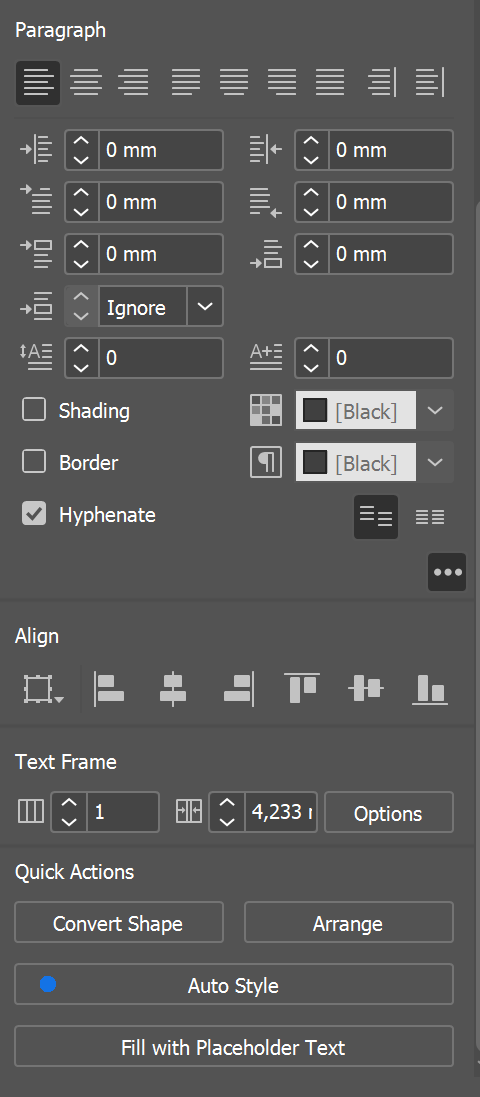 Paragraph
0 mm 0 mm
0 mm 0 mm
0 mm 0 mm
Ignore
0 0
Shading [Black]
Border [Black]
Hyphenate
Align
Text Frame
1 4,233 Options
Quick Actions
Convert Shape Arrange
Auto Style
Fill with Placeholder Text